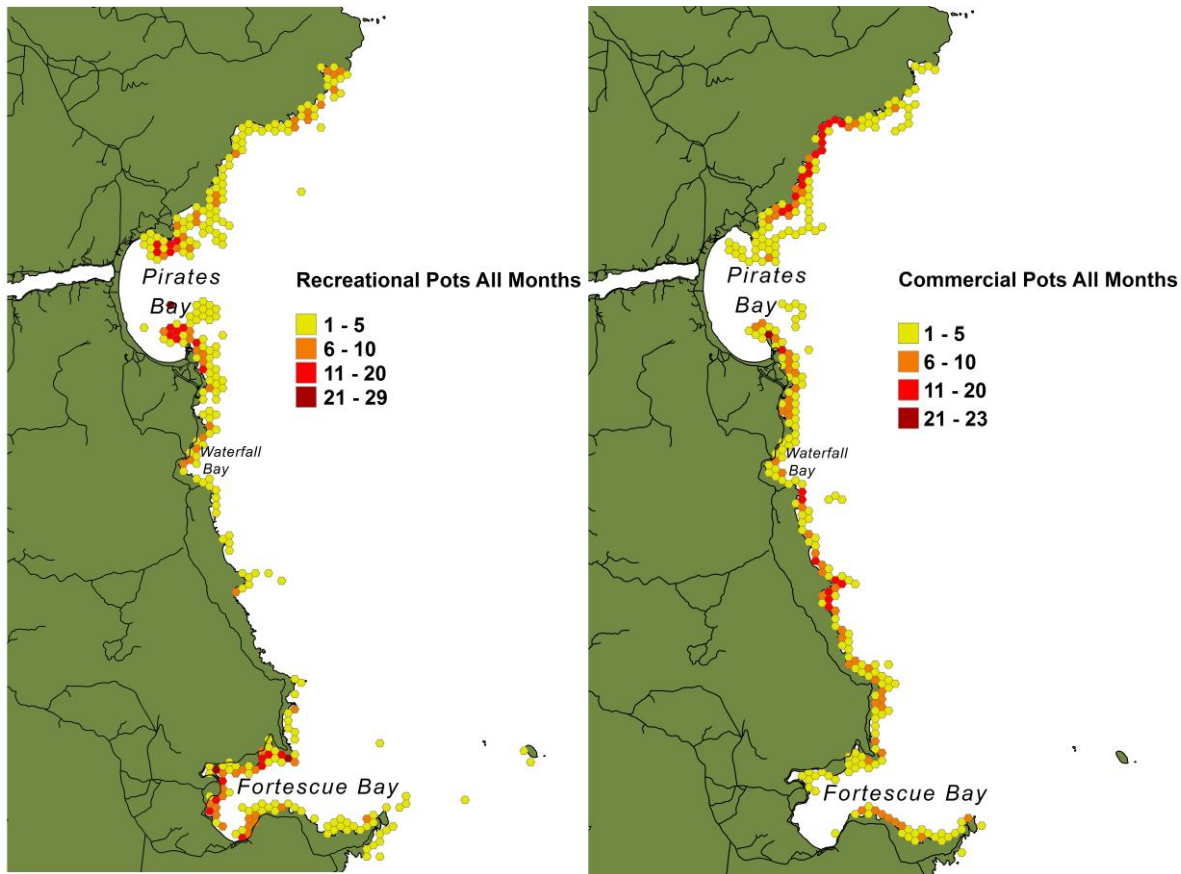 Pirates
Bay
Recreational Pots All Months
1 - 5
6 - 10
11 - 20
21 - 29
Waterfall
Bay
Fortescue Bay
Pirates
Bay
Commercial Pots All Months
1 - 5
6 - 10
11 - 20
21 - 23
Waterfall
Bay
Fortescue Bay